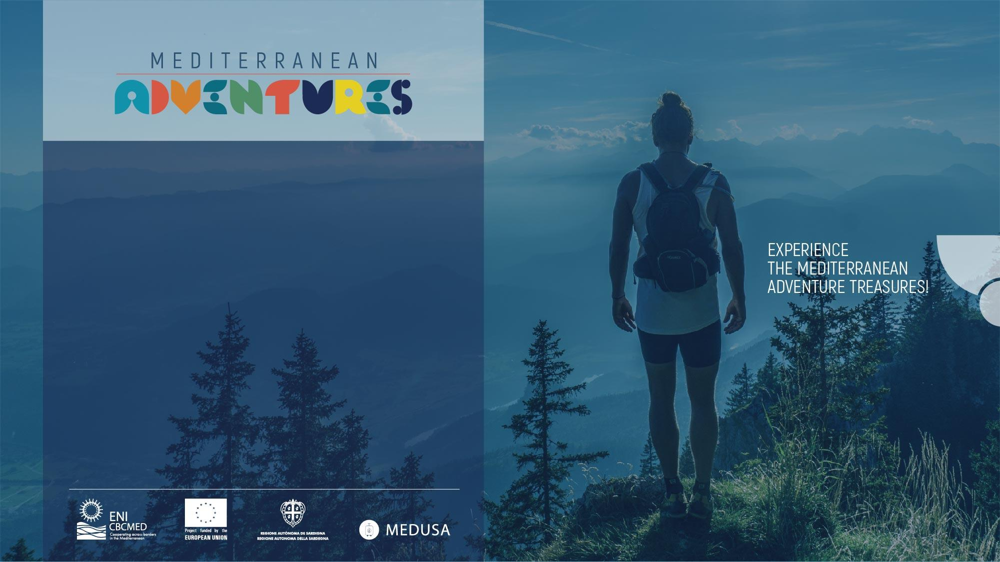 MEDITERRANEAN
ADVENTURES
EXPERIENCE
THE MEDITERRANEAN
ADVENTURE TREASURES!
ENI
CBCMED
Cooperating across borders
in the Mediterranean
Project funded by the
EUROPEAN UNION
REGIONE AUTÒNOMA DE SARDIGNA
REGIONE AUTONOMA DELLA SARDEGNA
MEDUSA